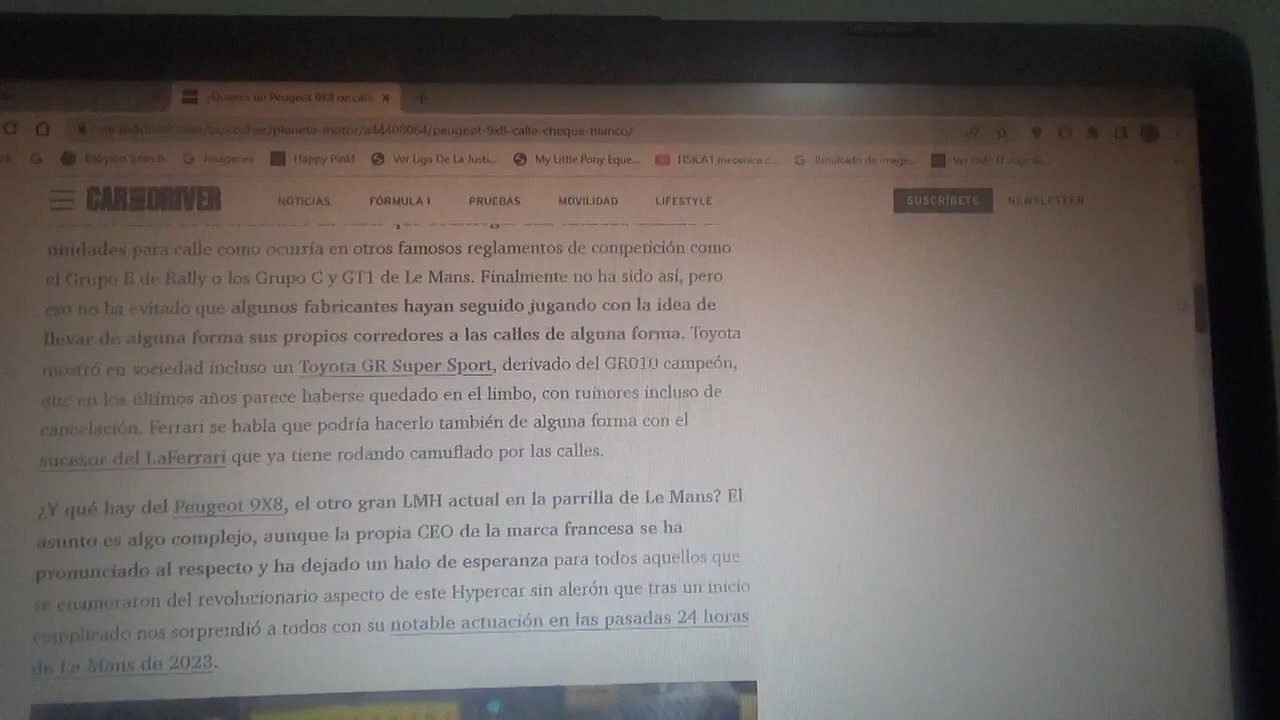 ¿Quieres un Peugeot 9X8 de calle
/planeta-motor/a44408064/peugeot-9x8-calle-cheque-blanco/
Babylon Search Imágenes Happy Pink! Ver Liga De La Justi... My Little Pony Eque... FÍSICA1 mecanica c... Resultado de image...
CAR AND DRIVER NOTICIAS FÓRMULA 1 PRUEBAS MOVILIDAD LIFESTYLE SUSCRÍBETE NEWSLETTER
unidades para calle como ocurría en otros famosos reglamentos de competición como
el Grupo B de Rally o los Grupo C y GT1 de Le Mans. Finalmente no ha sido así, pero
eso no ha evitado que algunos fabricantes hayan seguido jugando con la idea de
llevar de alguna forma sus propios corredores a las calles de alguna forma. Toyota
mostró en sociedad incluso un Toyota GR Super Sport, derivado del GR010 campeón,
que en los últimos años parece haberse quedado en el limbo, con rumores incluso de
cancelación. Ferrari se habla que podría hacerlo también de alguna forma con el
sucesor del LaFerrari que ya tiene rodando camuflado por las calles.
¿Y qué hay del Peugeot 9X8, el otro gran LMH actual en la parrilla de Le Mans? El
asunto es algo complejo, aunque la propia CEO de la marca francesa se ha
pronunciado al respecto y ha dejado un halo de esperanza para todos aquellos que
se enamoraron del revolucionario aspecto de este Hypercar sin alerón que tras un inicio
complicado nos sorprendió a todos con su notable actuación en las pasadas 24 horas
de Le Mans de 2023.